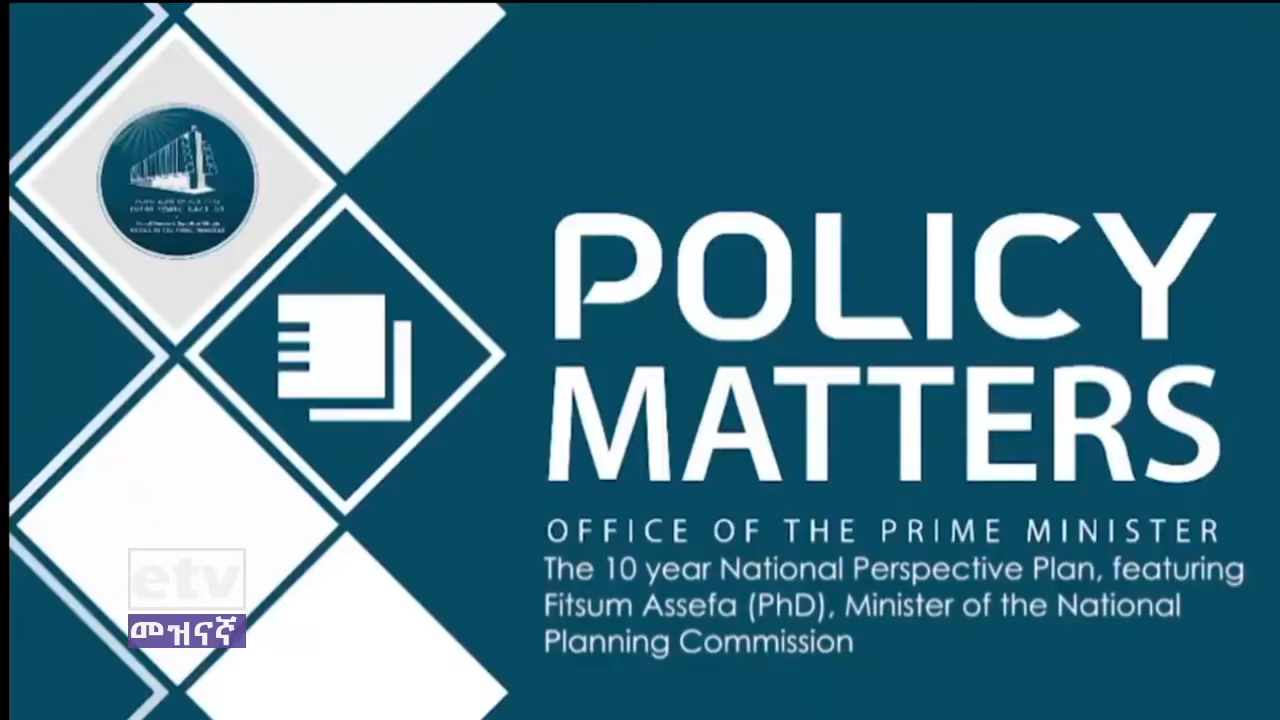 POLICY
MATTERS
OFFICE OF THE PRIME MINISTER
The 10 year National Perspective Plan, featuring
Fitsum Assefa (PhD), Minister of the National
Planning Commission
etv
መዝናኛ